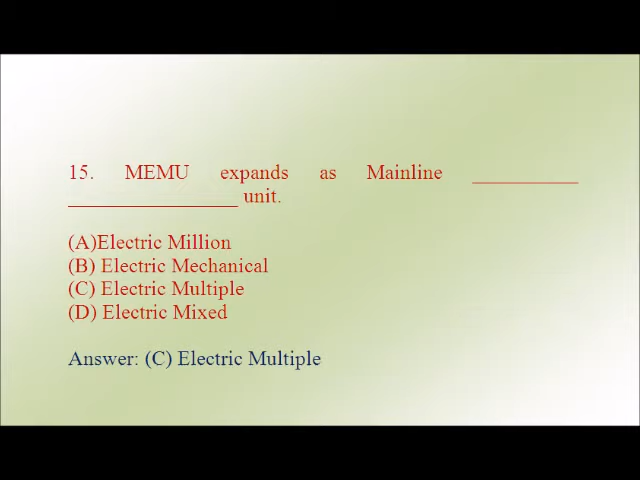 15. MEMU expands as Mainline __________
________________ unit.
(A)Electric Million
(B) Electric Mechanical
(C) Electric Multiple
(D) Electric Mixed
Answer: (C) Electric Multiple